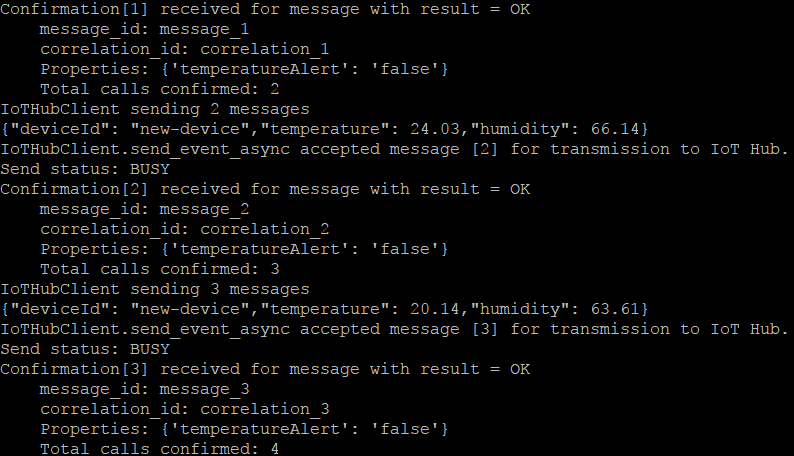 Confirmation[1] received for message with result = OK
    message_id: message_1
    correlation_id: correlation_1
    Properties: {'temperatureAlert': 'false'}
    Total calls confirmed: 2
IoTHubClient sending 2 messages
{"deviceId": "new-device","temperature": 24.03,"humidity": 66.14}
IoTHubClient.send_event_async accepted message [2] for transmission to IoT Hub.
Send status: BUSY
Confirmation[2] received for message with result = OK
    message_id: message_2
    correlation_id: correlation_2
    Properties: {'temperatureAlert': 'false'}
    Total calls confirmed: 3
IoTHubClient sending 3 messages
{"deviceId": "new-device","temperature": 20.14,"humidity": 63.61}
IoTHubClient.send_event_async accepted message [3] for transmission to IoT Hub.
Send status: BUSY
Confirmation[3] received for message with result = OK
    message_id: message_3
    correlation_id: correlation_3
    Properties: {'temperatureAlert': 'false'}
    Total calls confirmed: 4